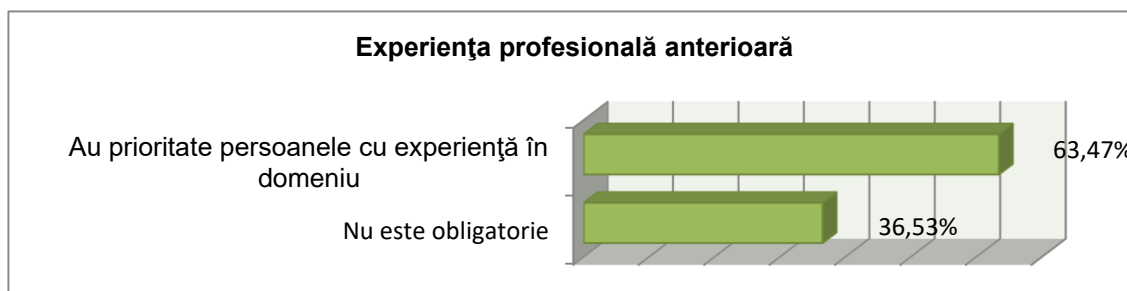 Experienţa profesională anterioară
Au prioritate persoanele cu experienţă în
domeniu
63,47%
Nu este obligatorie
36,53%